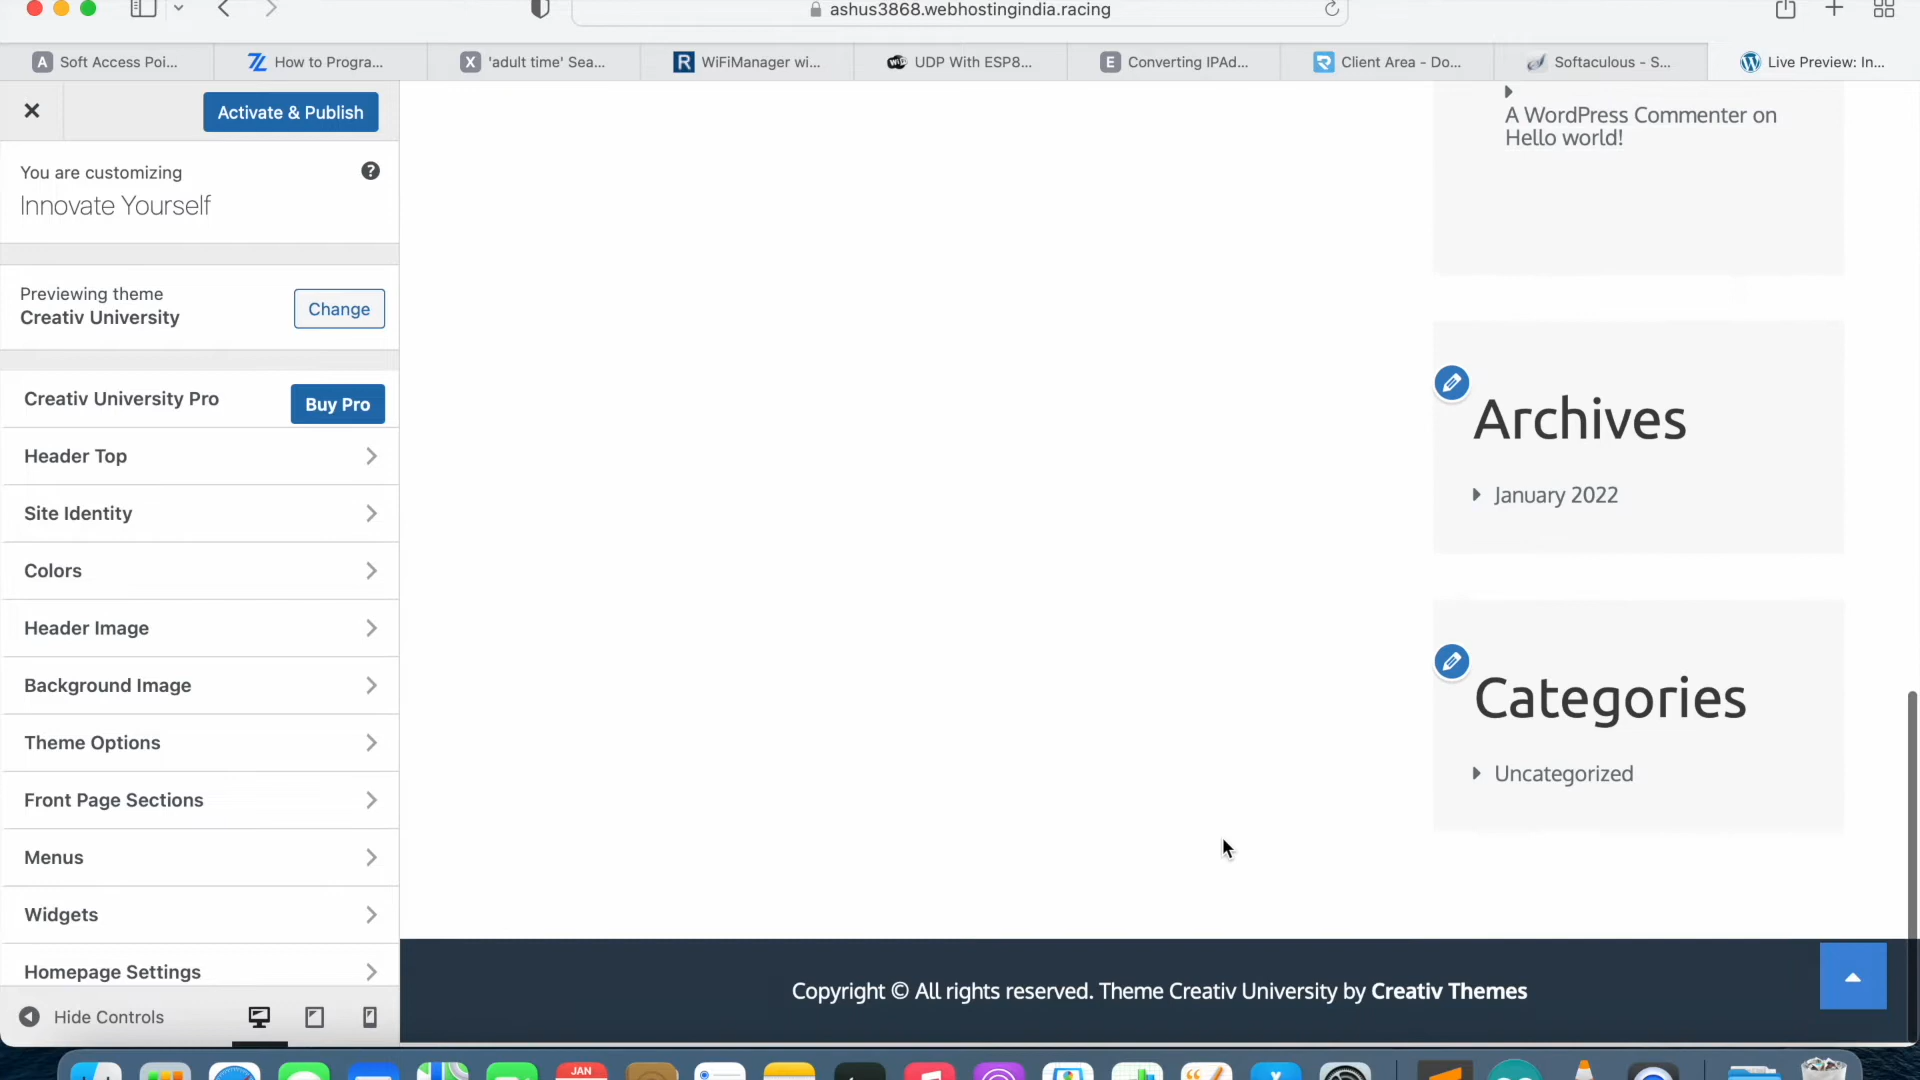 ashus3868.webhostingindia.racing
A Soft Access Poi...
How to Progra...
X 'adult time' Sea...
R WiFiManager wi...
UDP With ESP8...
E Converting IPAd...
Client Area - Do...
Softaculous - S...
Live Preview: In...
Activate & Publish
You are customizing
Innovate Yourself
Previewing theme
Creativ University
Change
Creativ University Pro
Buy Pro
Header Top
Site Identity
Colors
Header Image
Background Image
Theme Options
Front Page Sections
Menus
Widgets
Homepage Settings
Hide Controls
A WordPress Commenter on
Hello world!
Archives
January 2022
Categories
Uncategorized
Copyright © All rights reserved. Theme Creativ University by Creativ Themes
JAN